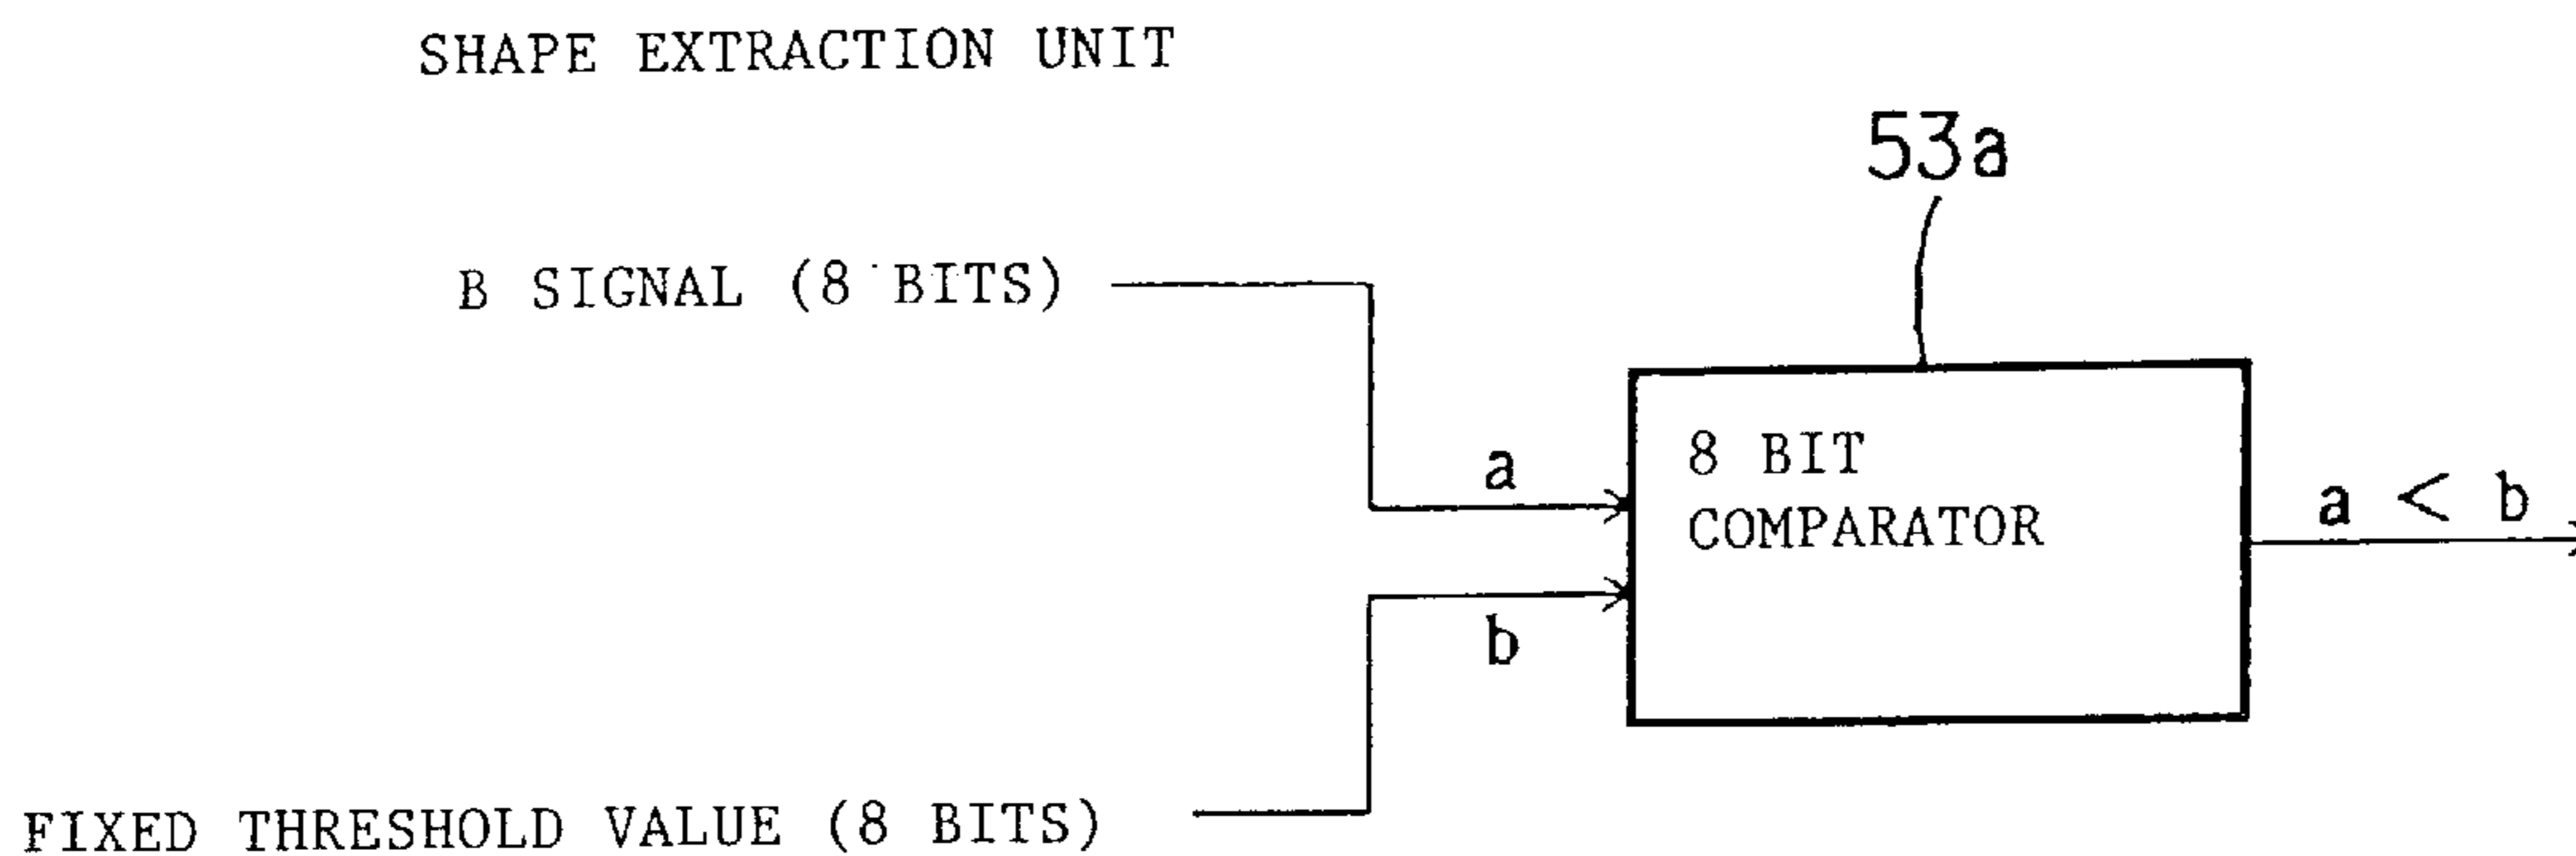 SHAPE EXTRACTION UNIT
53a
B SIGNAL (8 BITS)
a
8 BIT
COMPARATOR
a < b
b
FIXED THRESHOLD VALUE (8 BITS)